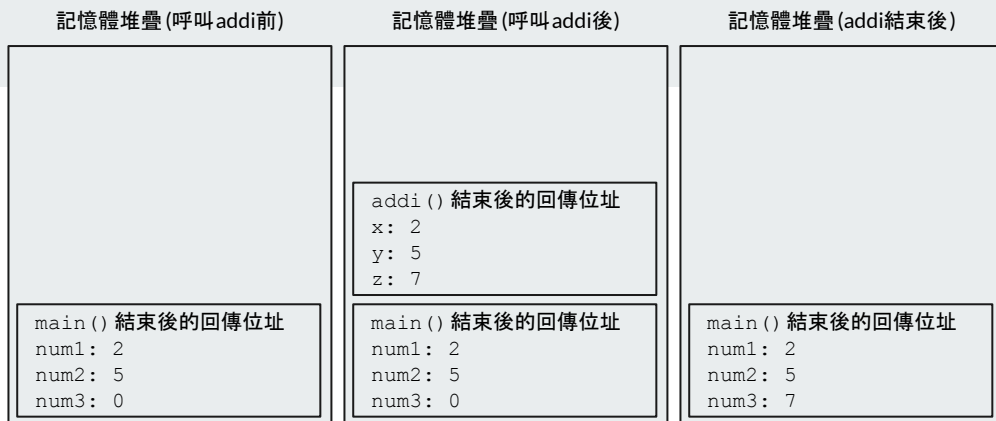 記憶體堆疊(呼叫addi前)
記憶體堆疊(呼叫addi後)
記憶體堆疊(addi結束後)
main()結束後的回傳位址
num1: 2
num2: 5
num3: 0
addi()結束後的回傳位址
x: 2
y: 5
z: 7
main()結束後的回傳位址
num1: 2
num2: 5
num3: 0
main()結束後的回傳位址
num1: 2
num2: 5
num3: 7